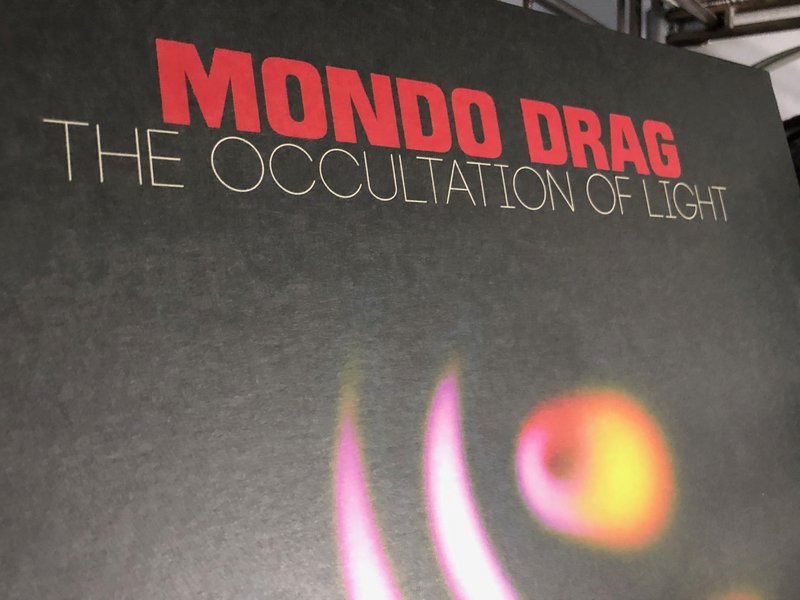 MONDO DRAG
THE OCCULTATION OF LIGHT